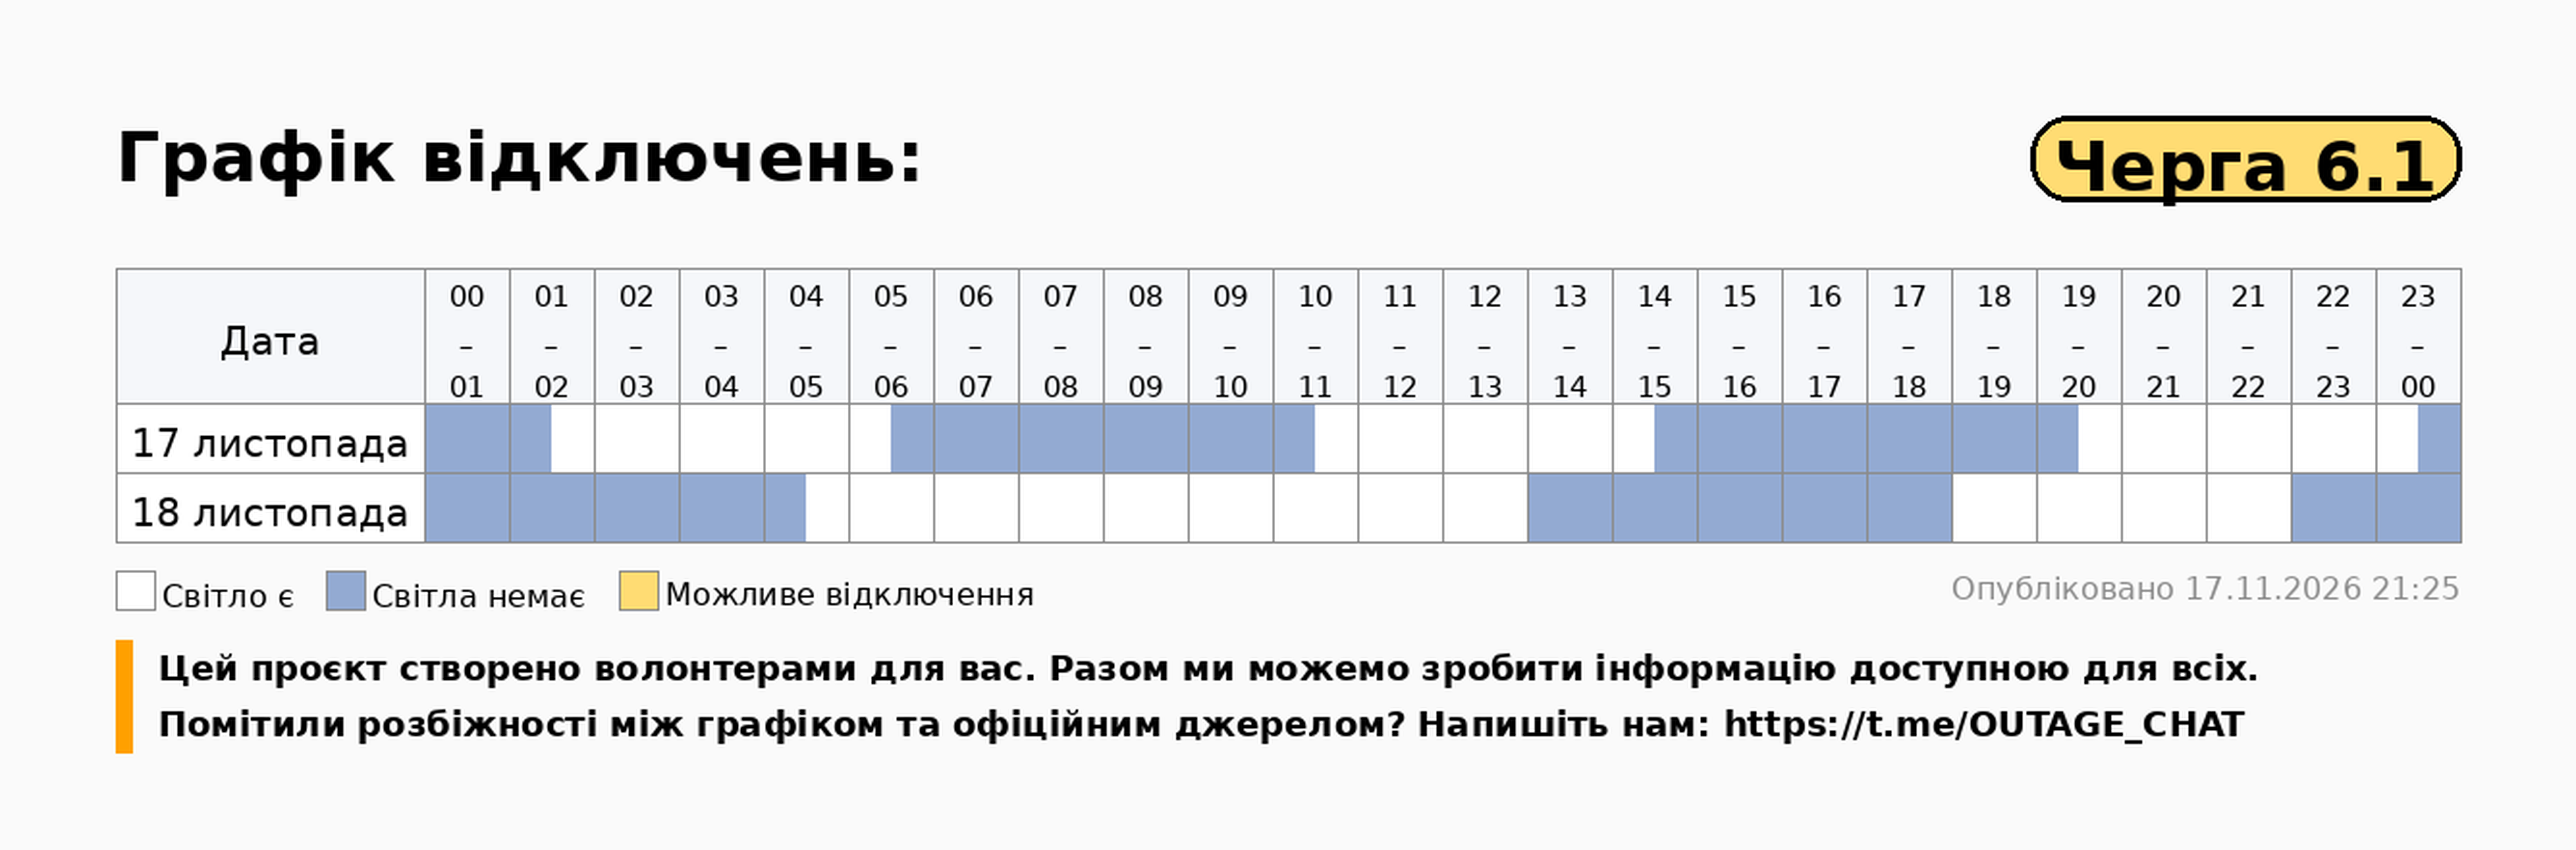 Графік відключень:
Черга 6.1
Дата
00 – 01
01 – 02
02 – 03
03 – 04
04 – 05
05 – 06
06 – 07
07 – 08
08 – 09
09 – 10
10 – 11
11 – 12
12 – 13
13 – 14
14 – 15
15 – 16
16 – 17
17 – 18
18 – 19
19 – 20
20 – 21
21 – 22
22 – 23
23 – 00
17 листопада
18 листопада
Світло є
Світла немає
Можливе відключення
Опубліковано 17.11.2026 21:25
Цей проєкт створено волонтерами для вас. Разом ми можемо зробити інформацію доступною для всіх.
Помітили розбіжності між графіком та офіційним джерелом? Напишіть нам: https://t.me/OUTAGE_CHAT